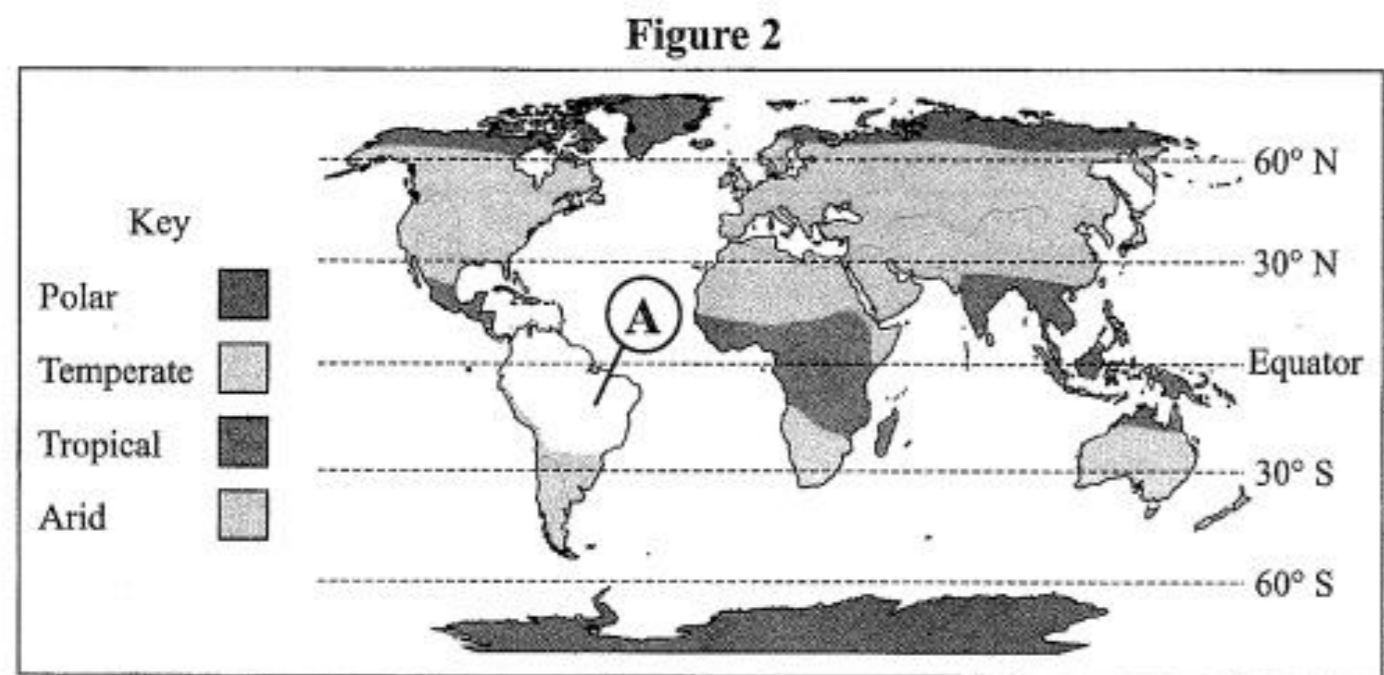 Figure 2
Key
Polar
Temperate
Tropical
Arid
A
60° N
30° N
Equator
30° S
60° S